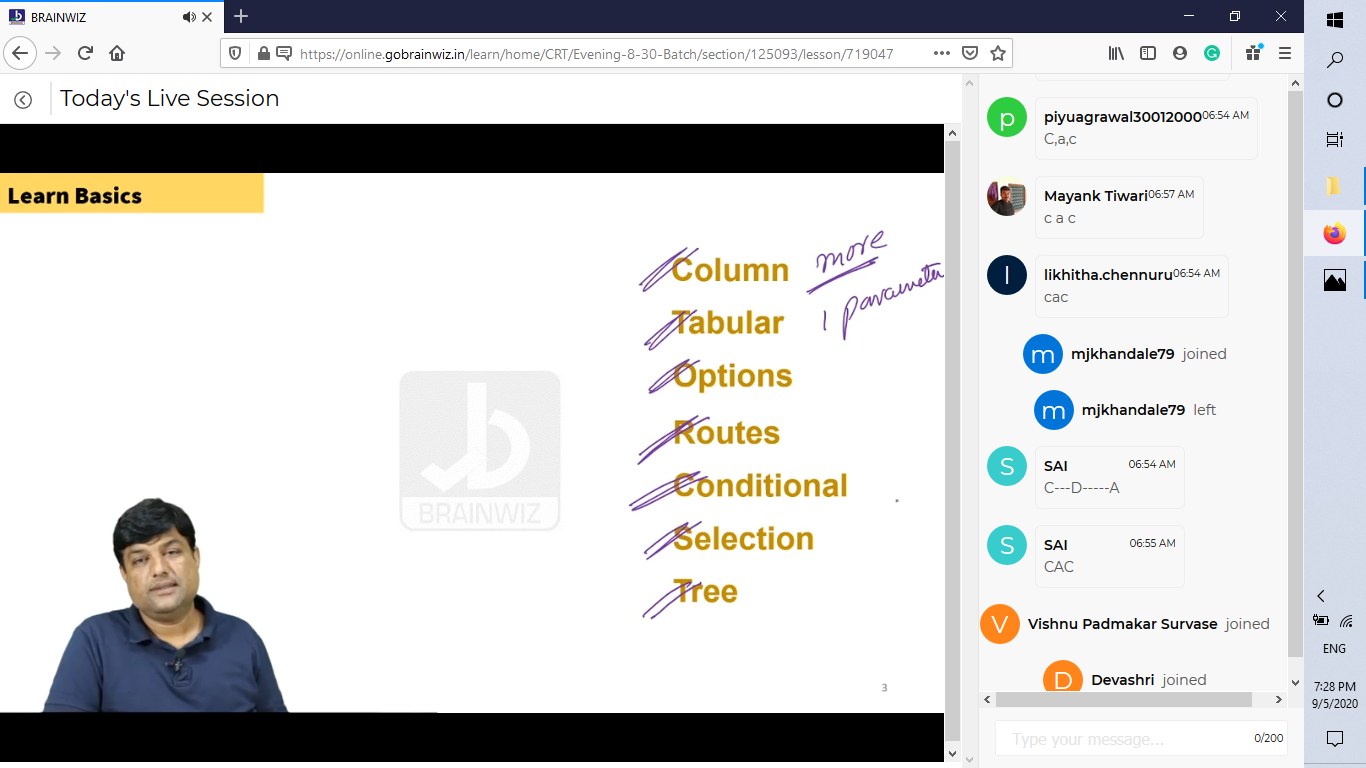 BRAINWIZ
https://online.gobrainwiz.in/learn/home/CRT/Evening-8-30-Batch/section/125093/lesson/719047
Today's Live Session
Learn Basics
Column
more
Tabular
1 parameter
Options
Routes
Conditional
Selection
Tree
BRAINWIZ
3
p
piyuagrawal30012000 06:54 AM
C,a,c
Mayank Tiwari 06:57 AM
c a c
l
likhitha.chennuru 06:54 AM
cac
m
mjkhandale79 joined
m
mjkhandale79 left
S
SAI 06:54 AM
C---D-----A
S
SAI 06:55 AM
CAC
V
Vishnu Padmakar Survase joined
D
Devashri joined
Type your message...
0/200
ENG
7:28 PM
9/5/2020